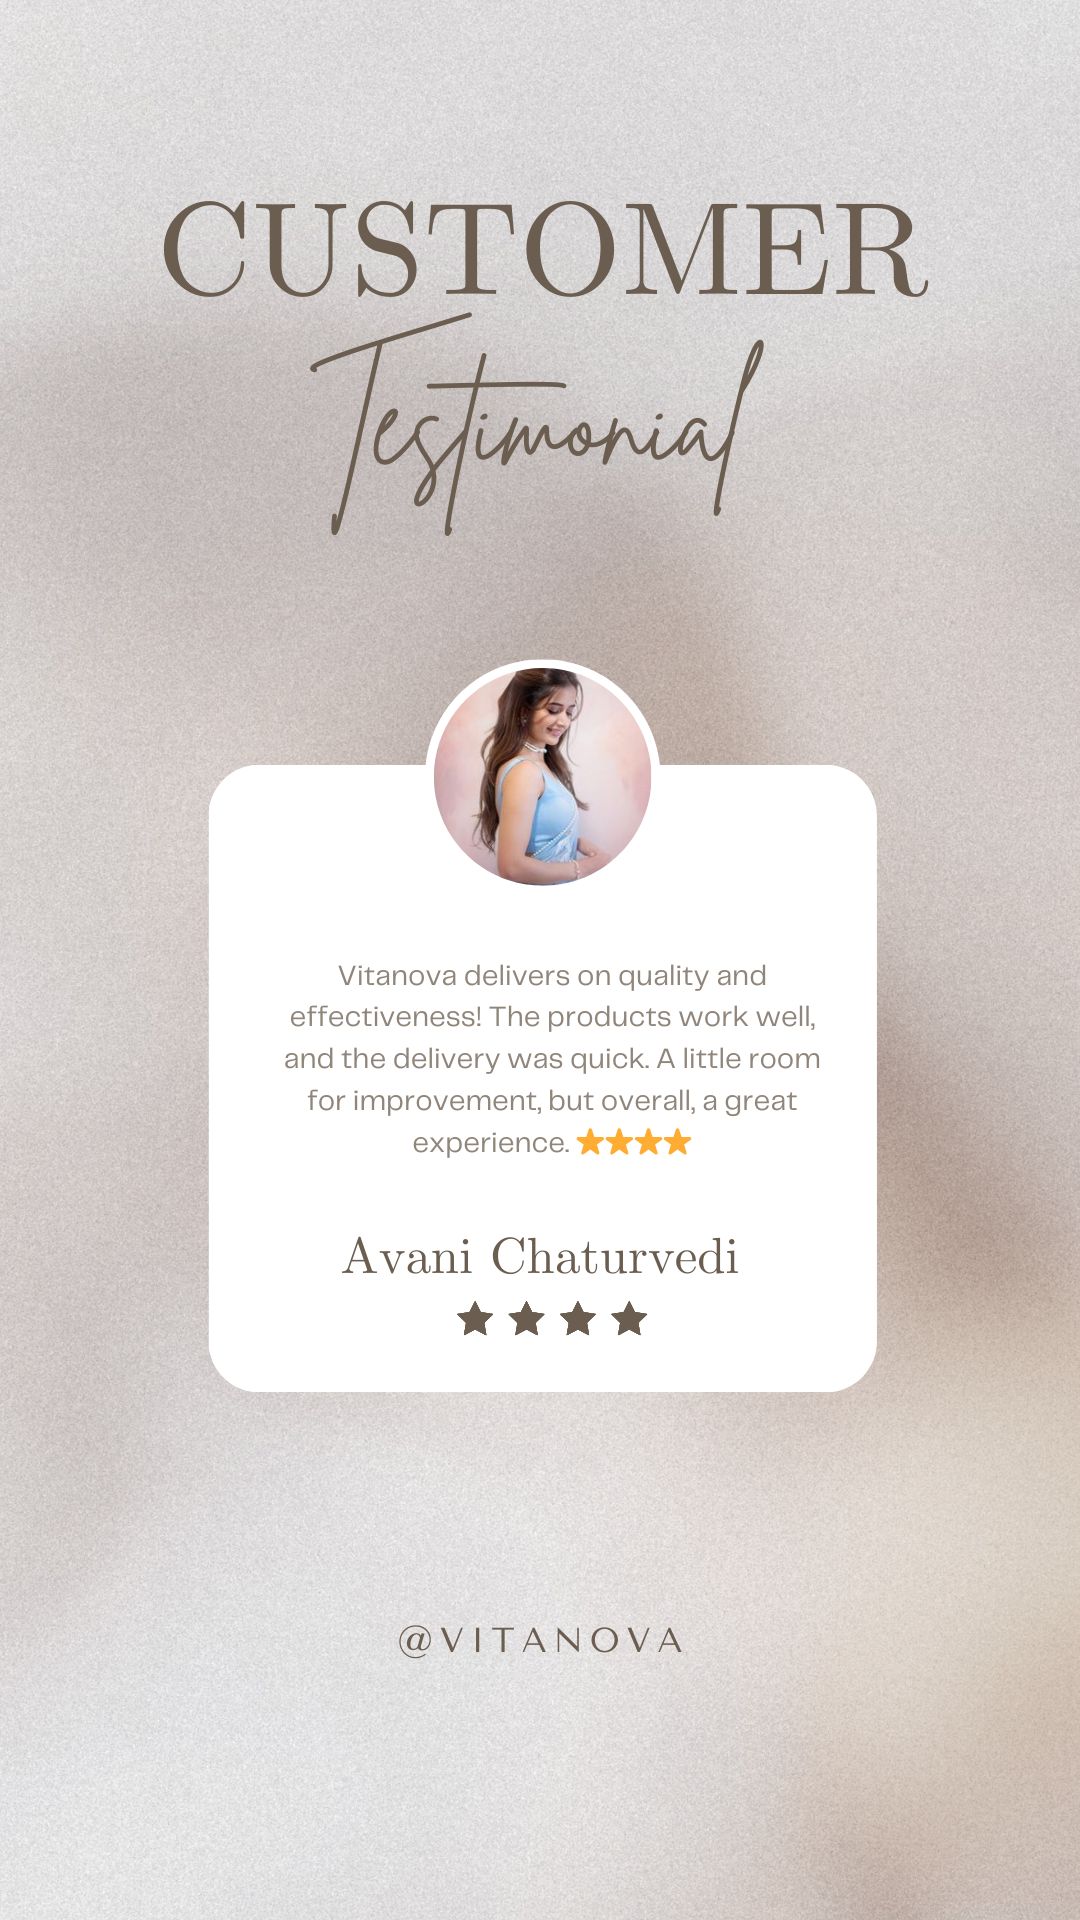 CUSTOMER
Testimonial
Vitanova delivers on quality and
effectiveness! The products work well,
and the delivery was quick. A little room
for improvement, but overall, a great
experience. ⭐⭐⭐⭐
Avani Chaturvedi
★ ★ ★ ★
@VITANOVA